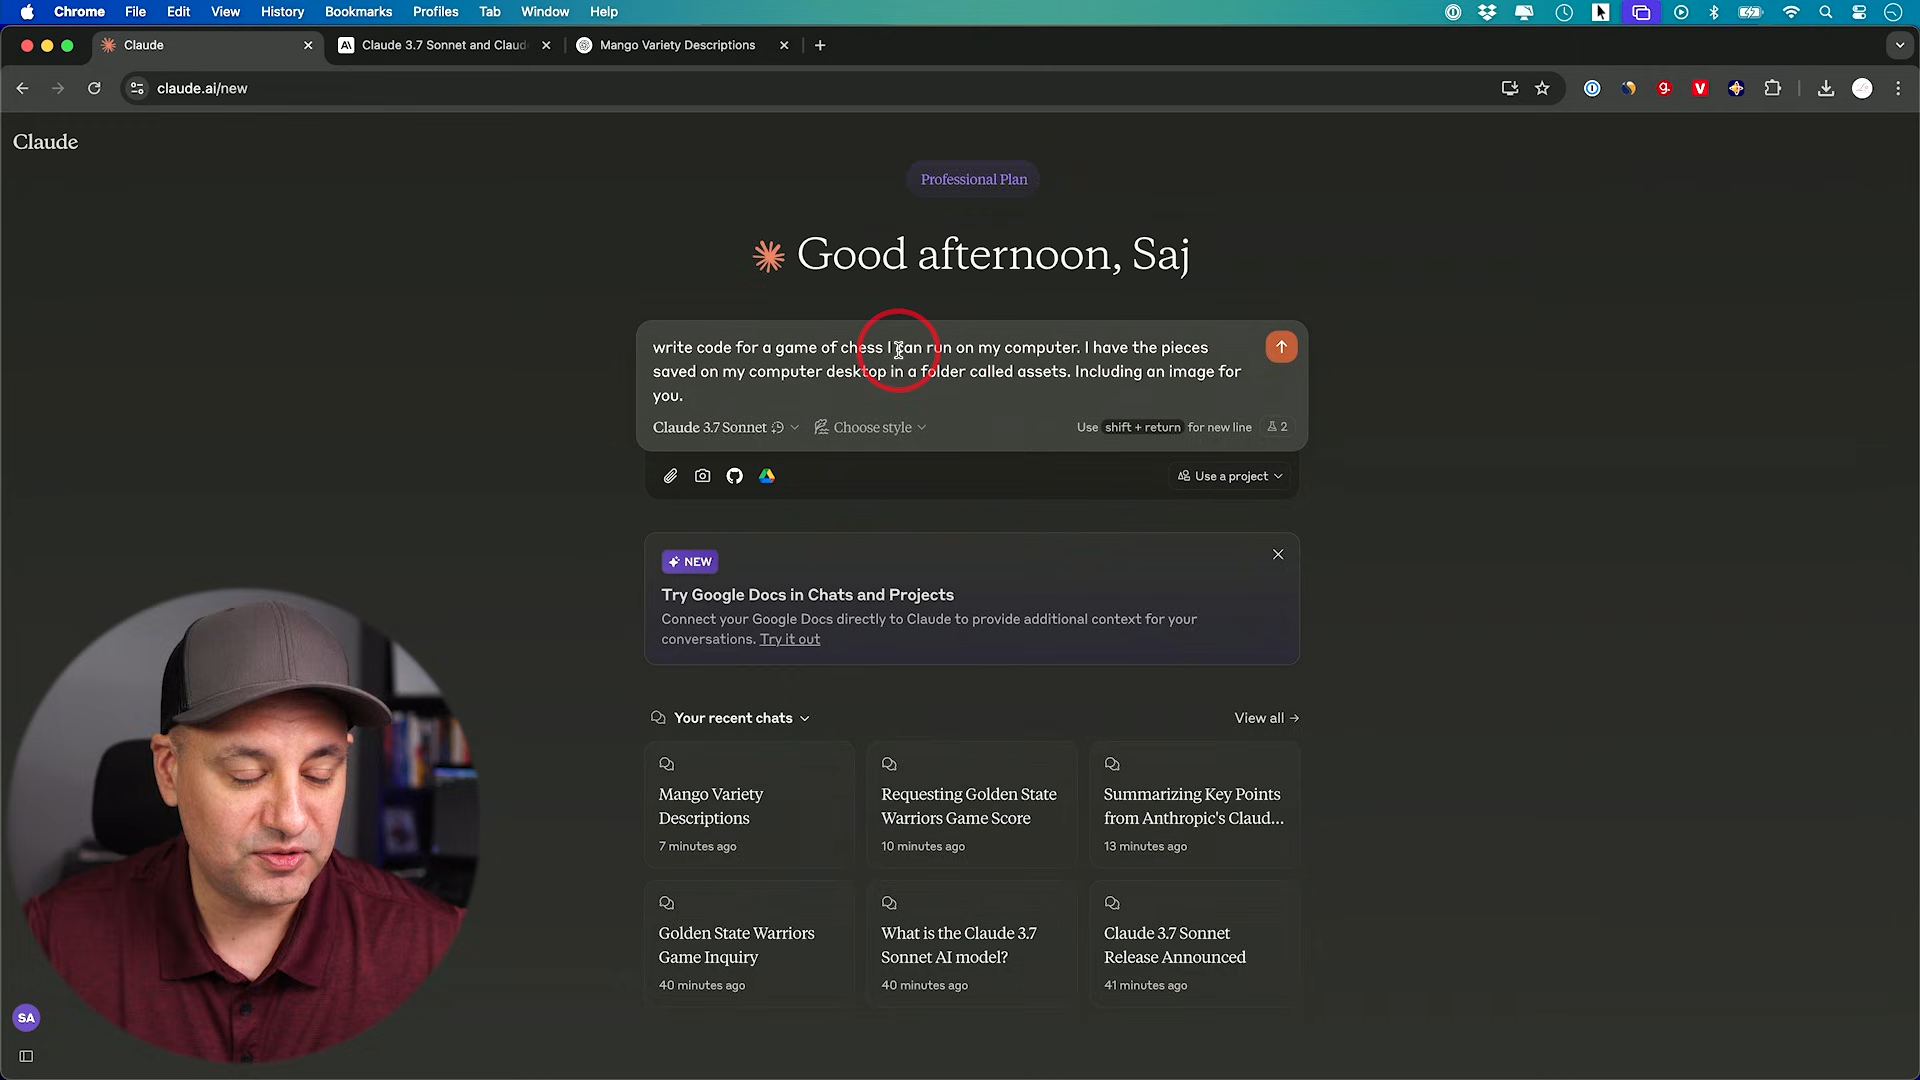 Chrome File Edit View History Bookmarks Profiles Tab Window Help
Claude
Claude 3.7 Sonnet and Claud
Mango Variety Descriptions
claude.ai/new
Claude
Professional Plan
Good afternoon, Saj
write code for a game of chess I can run on my computer. I have the pieces
saved on my computer desktop in a folder called assets. Including an image for
you.
Claude 3.7 Sonnet
Choose style
Use shift + return for new line
2
Use a project
NEW
Try Google Docs in Chats and Projects
Connect your Google Docs directly to Claude to provide additional context for your
conversations. Try it out
Your recent chats
View all →
Mango Variety
Descriptions
7 minutes ago
Requesting Golden State
Warriors Game Score
10 minutes ago
Summarizing Key Points
from Anthropic's Claud...
13 minutes ago
Golden State Warriors
Game Inquiry
40 minutes ago
What is the Claude 3.7
Sonnet AI model?
40 minutes ago
Claude 3.7 Sonnet
Release Announced
41 minutes ago
SA